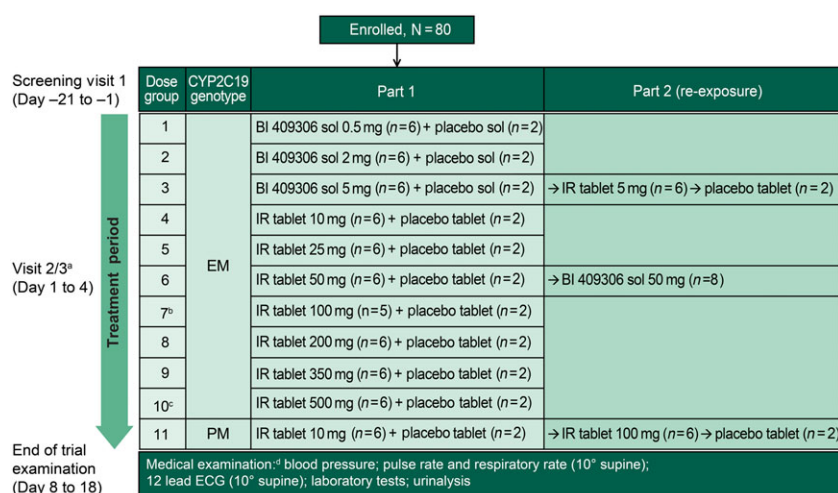 Enrolled, N = 80
Screening visit 1
(Day –21 to –1)
Dose
group
CYP2C19
genotype
Part 1
Part 2 (re-exposure)
1
BI 409306 sol 0.5 mg (n=6) + placebo sol (n=2)
2
BI 409306 sol 2 mg (n=6) + placebo sol (n=2)
3
BI 409306 sol 5 mg (n=6) + placebo sol (n=2)
→ IR tablet 5 mg (n=6) → placebo tablet (n=2)
4
IR tablet 10 mg (n=6) + placebo tablet (n=2)
5
IR tablet 25 mg (n=6) + placebo tablet (n=2)
EM
6
IR tablet 50 mg (n=6) + placebo tablet (n=2)
→ BI 409306 sol 50 mg (n=8)
7ᵇ
IR tablet 100 mg (n=5) + placebo tablet (n=2)
8
IR tablet 200 mg (n=6) + placebo tablet (n=2)
9
IR tablet 350 mg (n=6) + placebo tablet (n=2)
10ᶜ
IR tablet 500 mg (n=6) + placebo tablet (n=2)
11
PM
IR tablet 10 mg (n=6) + placebo tablet (n=2)
→ IR tablet 100 mg (n=6) → placebo tablet (n=2)
Treatment period
Visit 2/3ᵃ
(Day 1 to 4)
End of trial
examination
(Day 8 to 18)
Medical examination:ᵈ blood pressure; pulse rate and respiratory rate (10° supine);
12 lead ECG (10° supine); laboratory tests; urinalysis